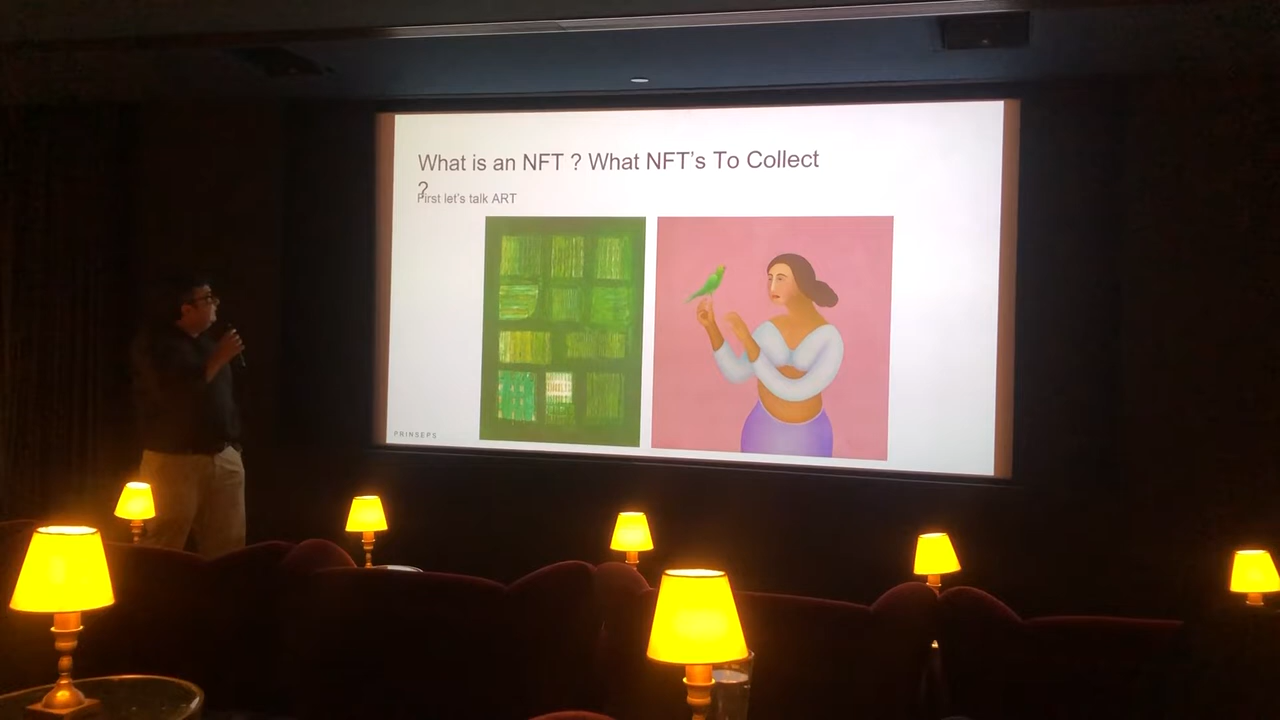 What is an NFT ? What NFT's To Collect
?
First let's talk ART
PRINSEPS